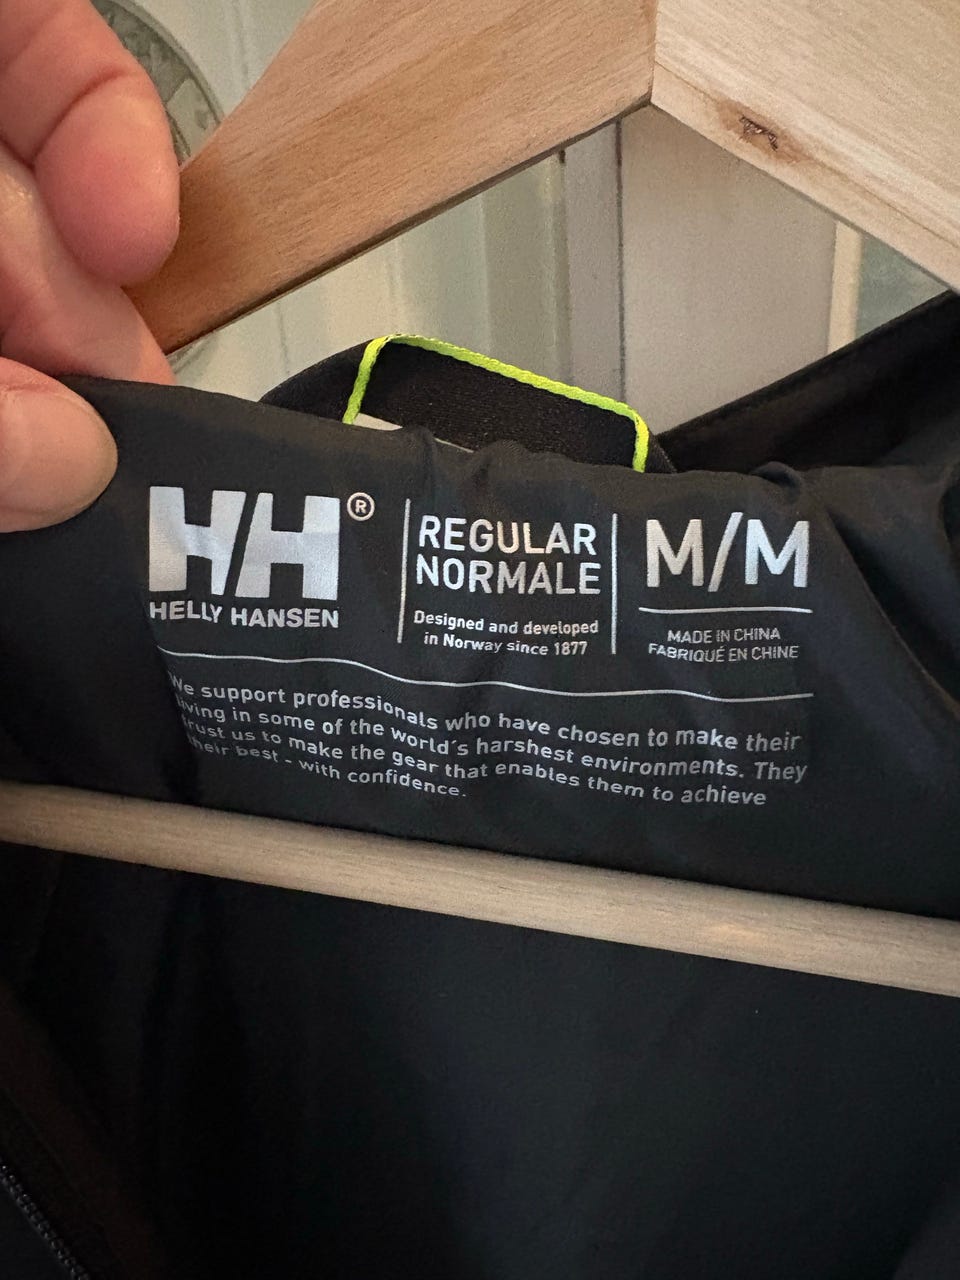 HH®
HELLY HANSEN
REGULAR
NORMALE
Designed and developed
in Norway since 1877
M/M
MADE IN CHINA
FABRIQUÉ EN CHINE
We support professionals who have chosen to make their
living in some of the world´s harshest environments. They
trust us to make the gear that enables them to achieve
their best - with confidence.